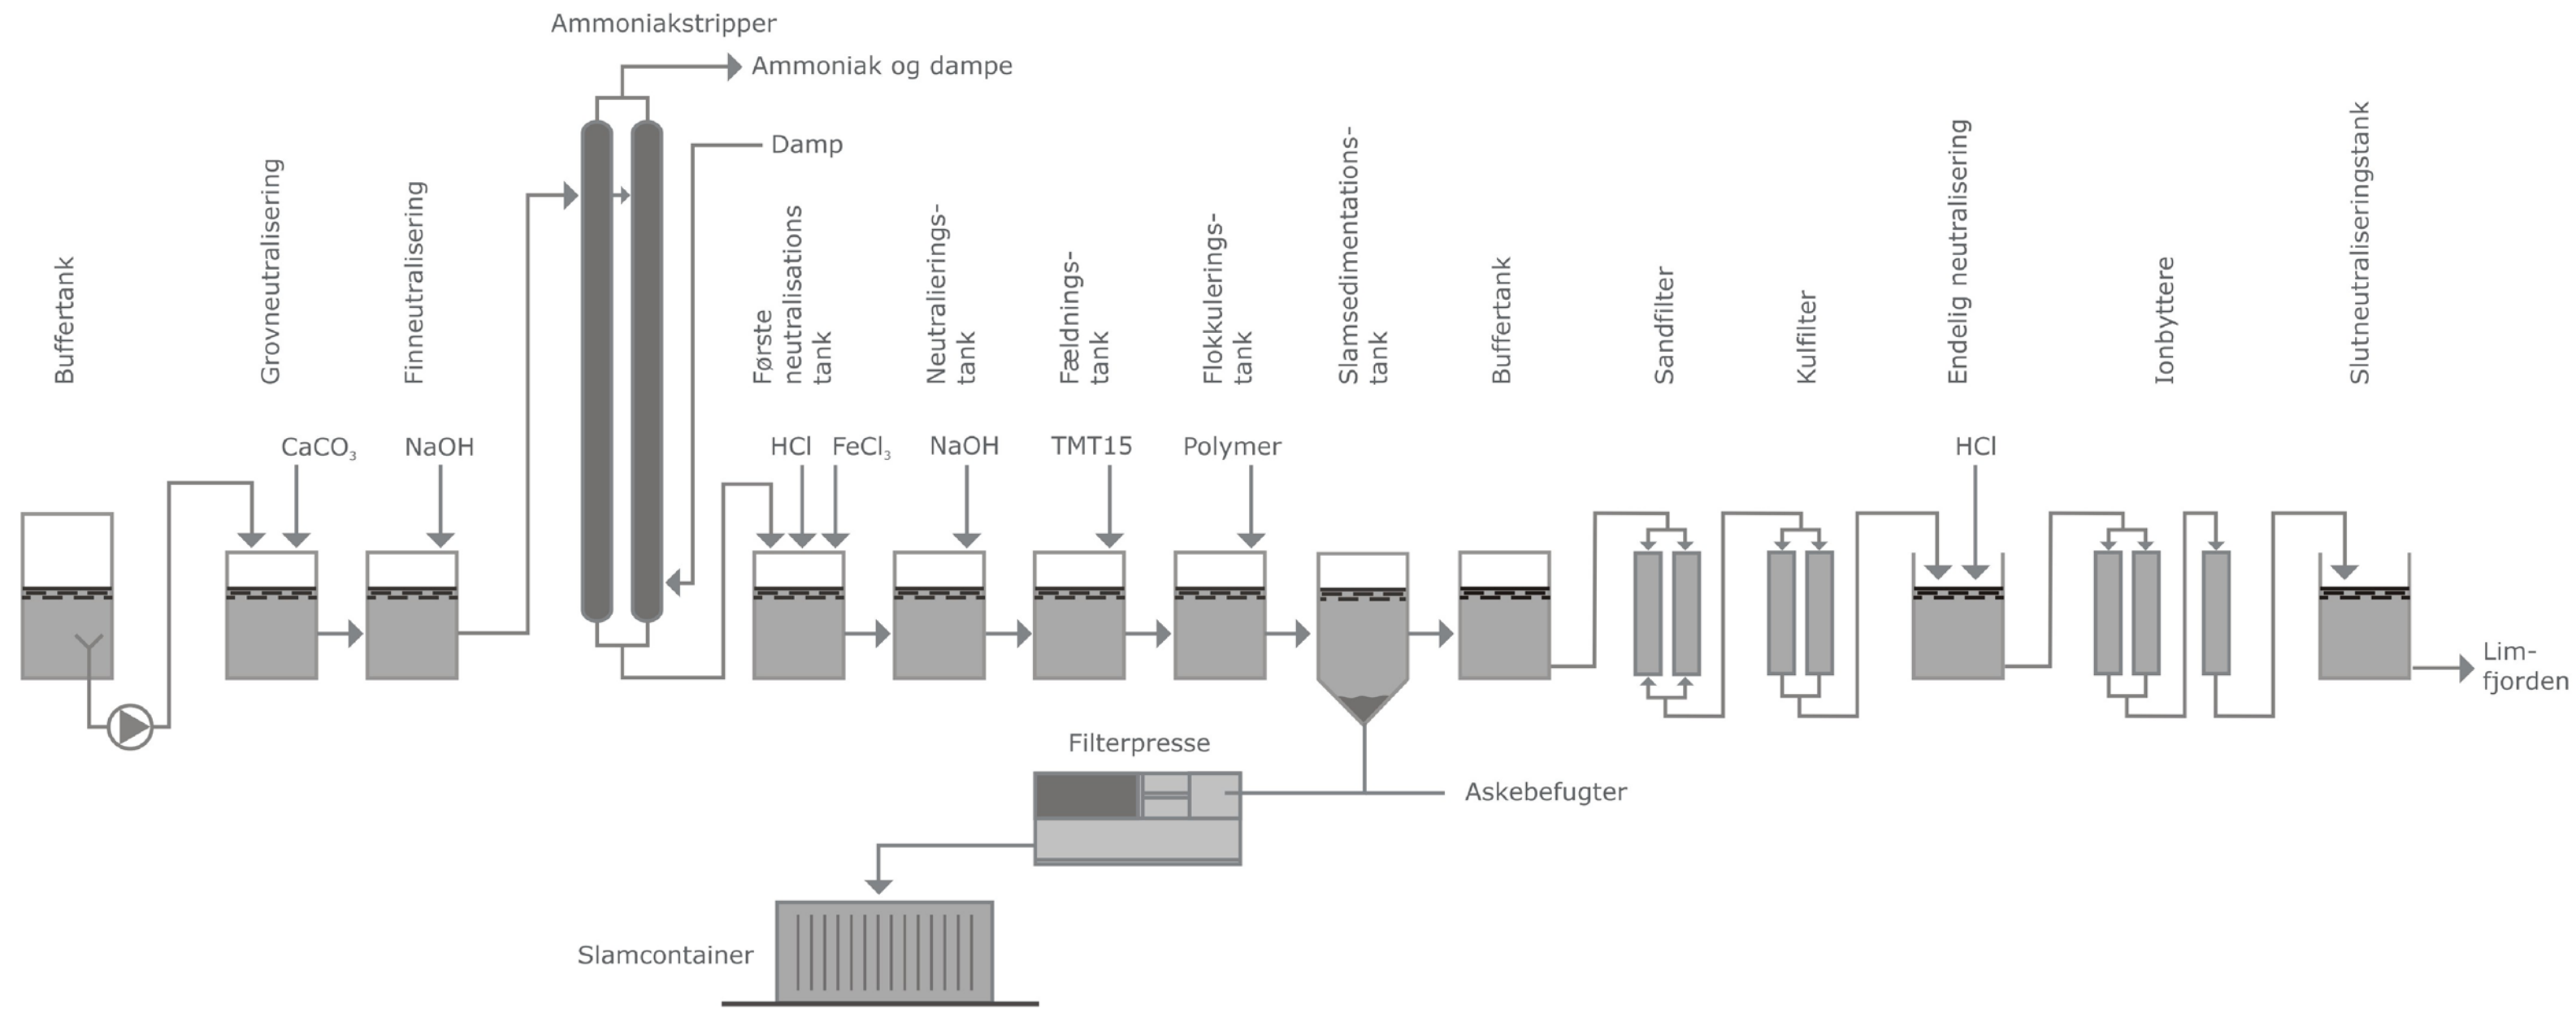 Ammoniakstripper
Ammoniak og dampe
Damp
Buffertank
Grovneutralisering
Finneutralisering
Første
neutralisations
tank
Neutralierings-
tank
Fældnings-
tank
Flokkulerings-
tank
Slamsedimentations-
tank
Buffertank
Sandfilter
Kulfilter
Endelig neutralisering
Ionbyttere
Slutneutraliseringstank
CaCO₃
NaOH
HCl
FeCl₃
NaOH
TMT15
Polymer
HCl
Lim-
fjorden
Filterpresse
Askebefugter
Slamcontainer